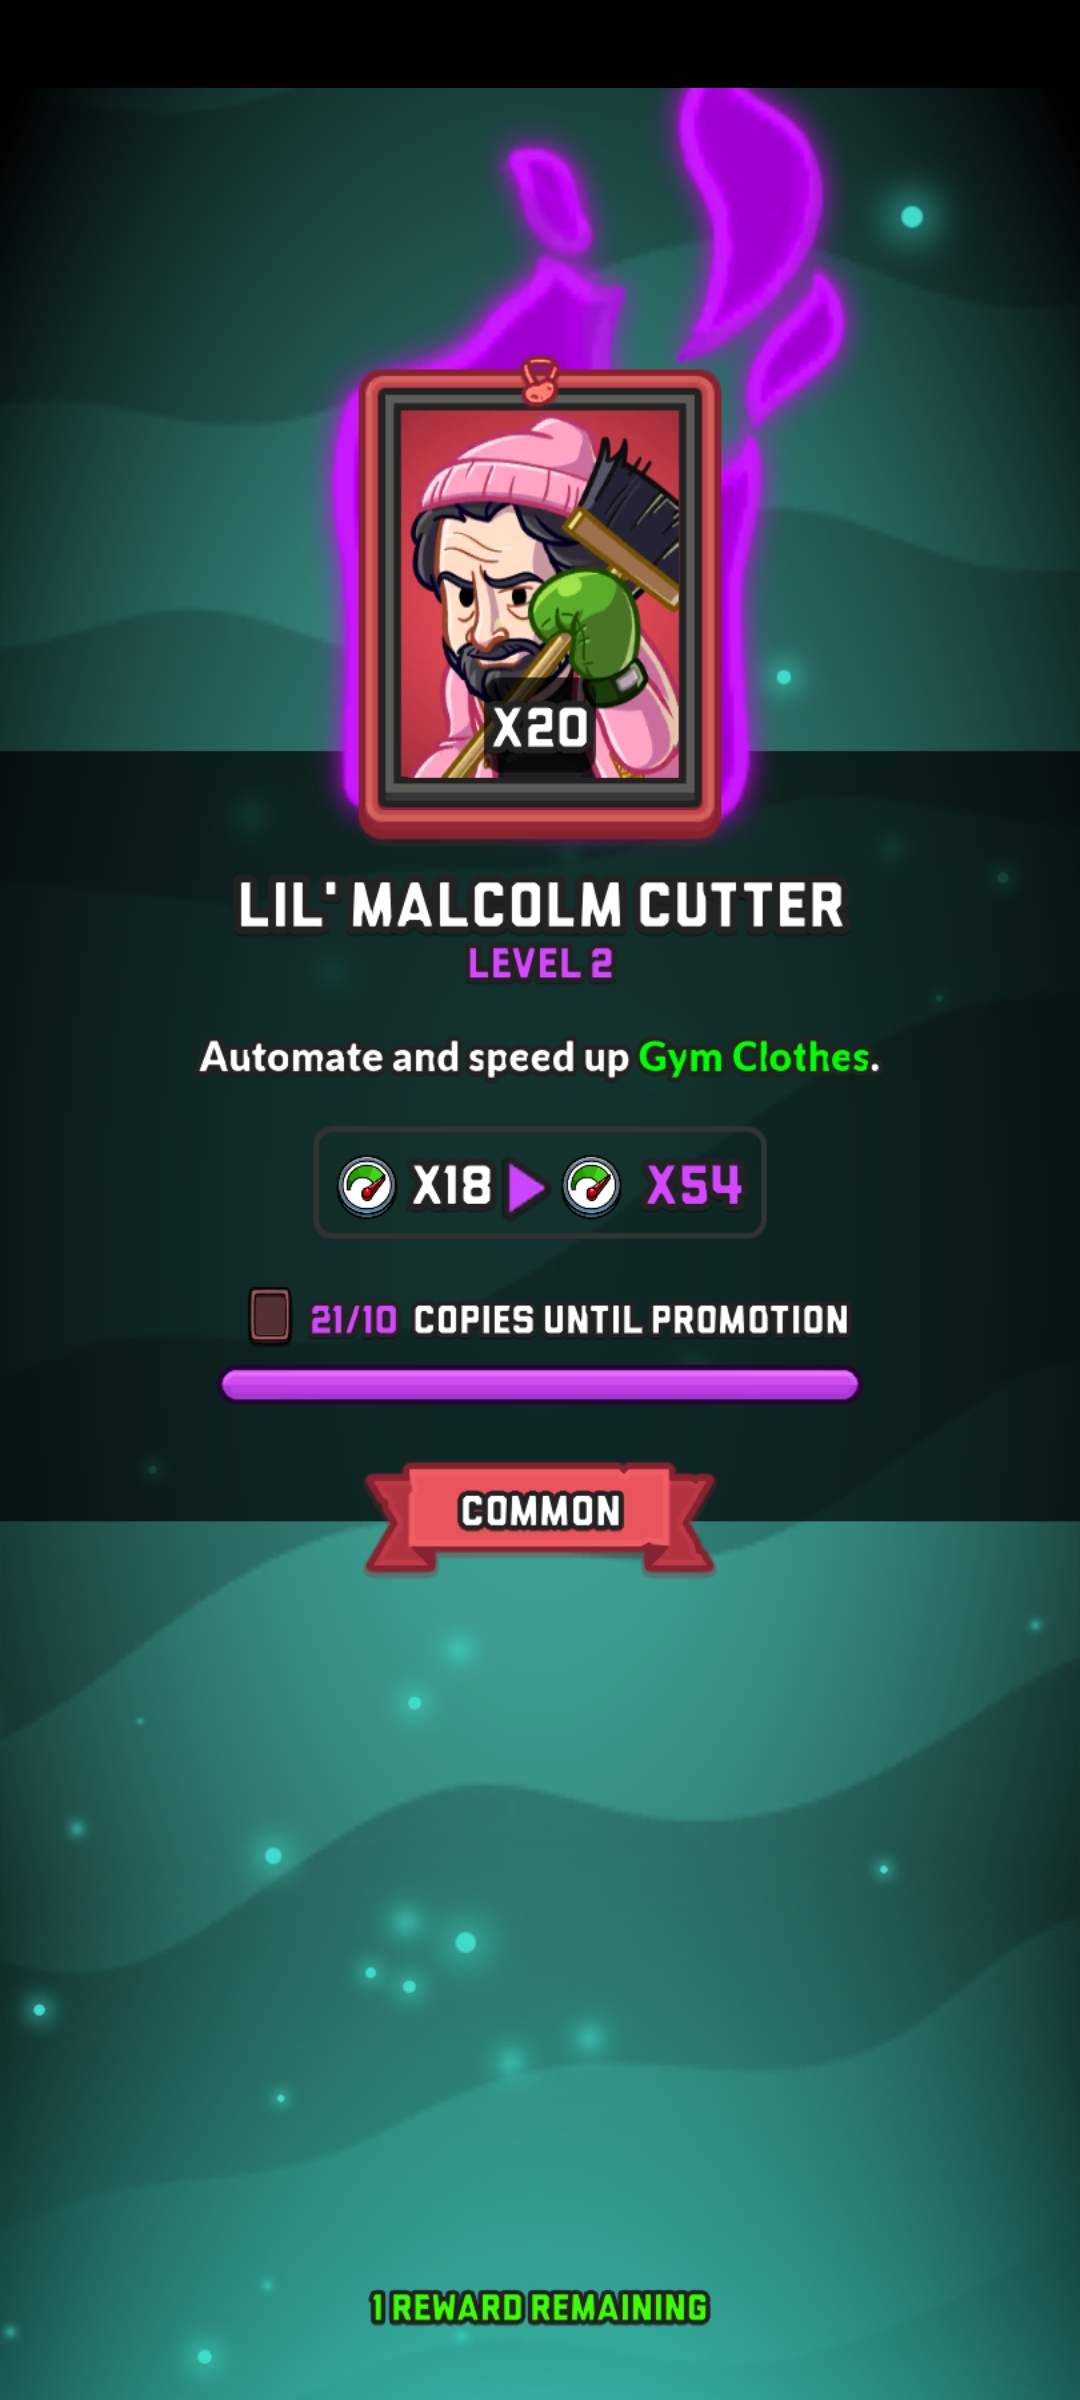 X20
LIL' MALCOLM CUTTER
LEVEL 2
Automate and speed up Gym Clothes.
X18 X54
21/10 COPIES UNTIL PROMOTION
COMMON
1 REWARD REMAINING